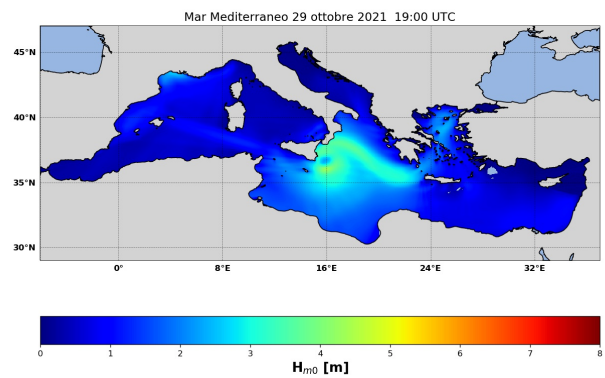 Mar Mediterraneo 29 ottobre 2021  19:00 UTC
45°N
40°N
35°N
30°N
0° 8°E 16°E 24°E 32°E
0 1 2 3 4 5 6 7 8
Hm0 [m]